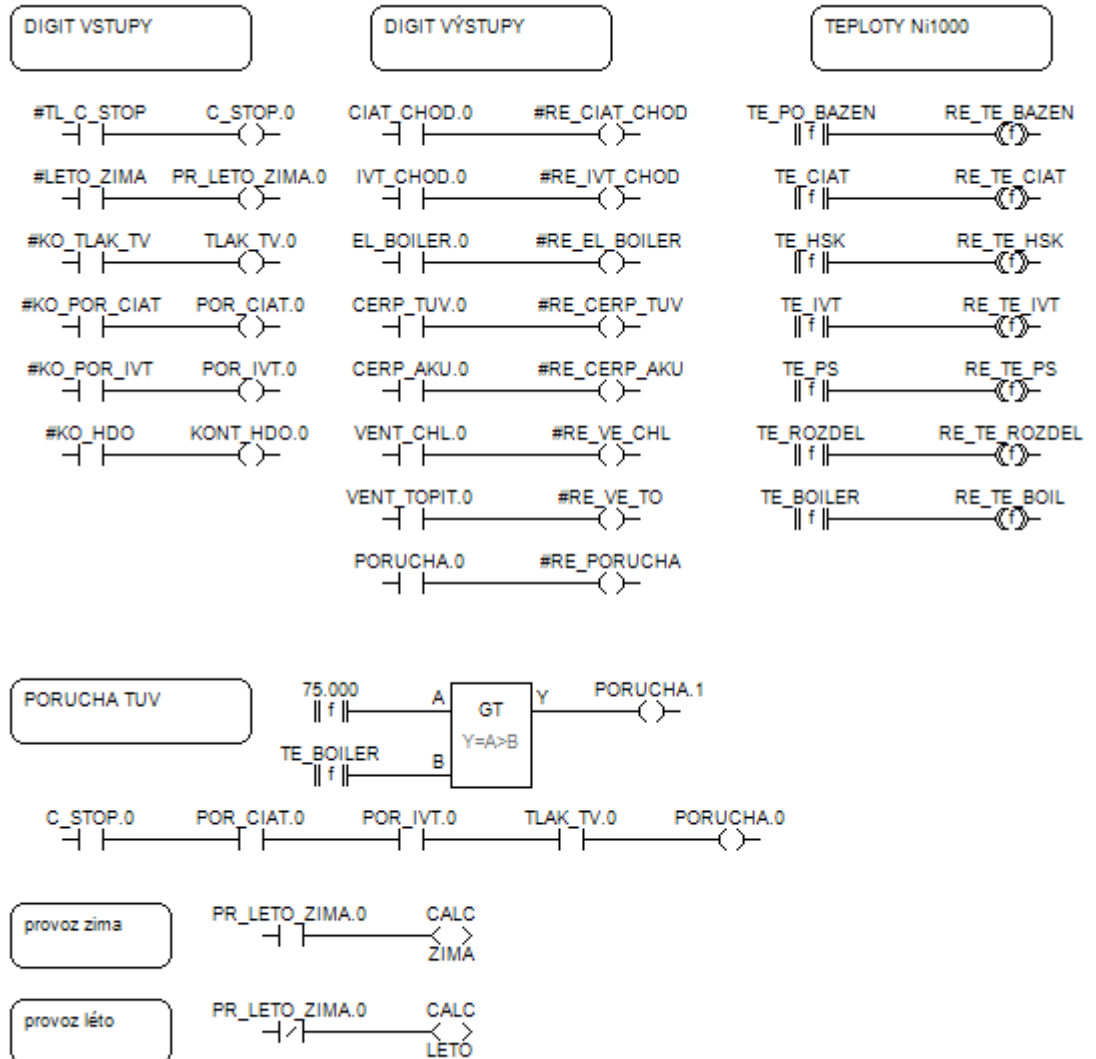 DIGIT VSTUPY
DIGIT VÝSTUPY
TEPLOTY Ni1000
#TL_C_STOP C_STOP.0 CIAT_CHOD.0 #RE_CIAT_CHOD TE_PO_BAZEN RE_TE_BAZEN
f f
#LETO_ZIMA PR_LETO_ZIMA.0 IVT_CHOD.0 #RE_IVT_CHOD TE_CIAT RE_TE_CIAT
f f
#KO_TLAK_TV TLAK_TV.0 EL_BOILER.0 #RE_EL_BOILER TE_HSK RE_TE_HSK
f f
#KO_POR_CIAT POR_CIAT.0 CERP_TUV.0 #RE_CERP_TUV TE_IVT RE_TE_IVT
f f
#KO_POR_IVT POR_IVT.0 CERP_AKU.0 #RE_CERP_AKU TE_PS RE_TE_PS
f f
#KO_HDO KONT_HDO.0 VENT_CHL.0 #RE_VE_CHL TE_ROZDEL RE_TE_ROZDEL
f f
VENT_TOPIT.0 #RE_VE_TO TE_BOILER RE_TE_BOIL
f f
PORUCHA.0 #RE_PORUCHA
PORUCHA TUV
75.000 A GT Y PORUCHA.1
f
Y=A>B
TE_BOILER B
f
C_STOP.0 POR_CIAT.0 POR_IVT.0 TLAK_TV.0 PORUCHA.0
provoz zima
PR_LETO_ZIMA.0 CALC
ZIMA
provoz léto
PR_LETO_ZIMA.0 CALC
LETO